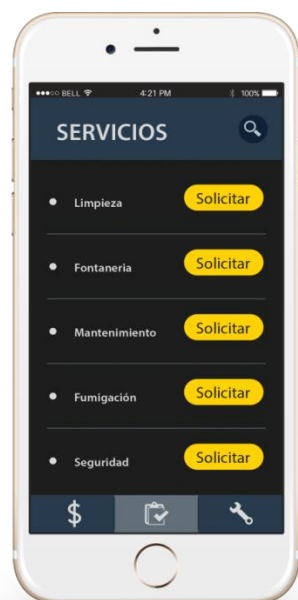 BELL 4:21 PM 100%
SERVICIOS
Limpieza Solicitar
Fontaneria Solicitar
Mantenimiento Solicitar
Fumigación Solicitar
Seguridad Solicitar
$